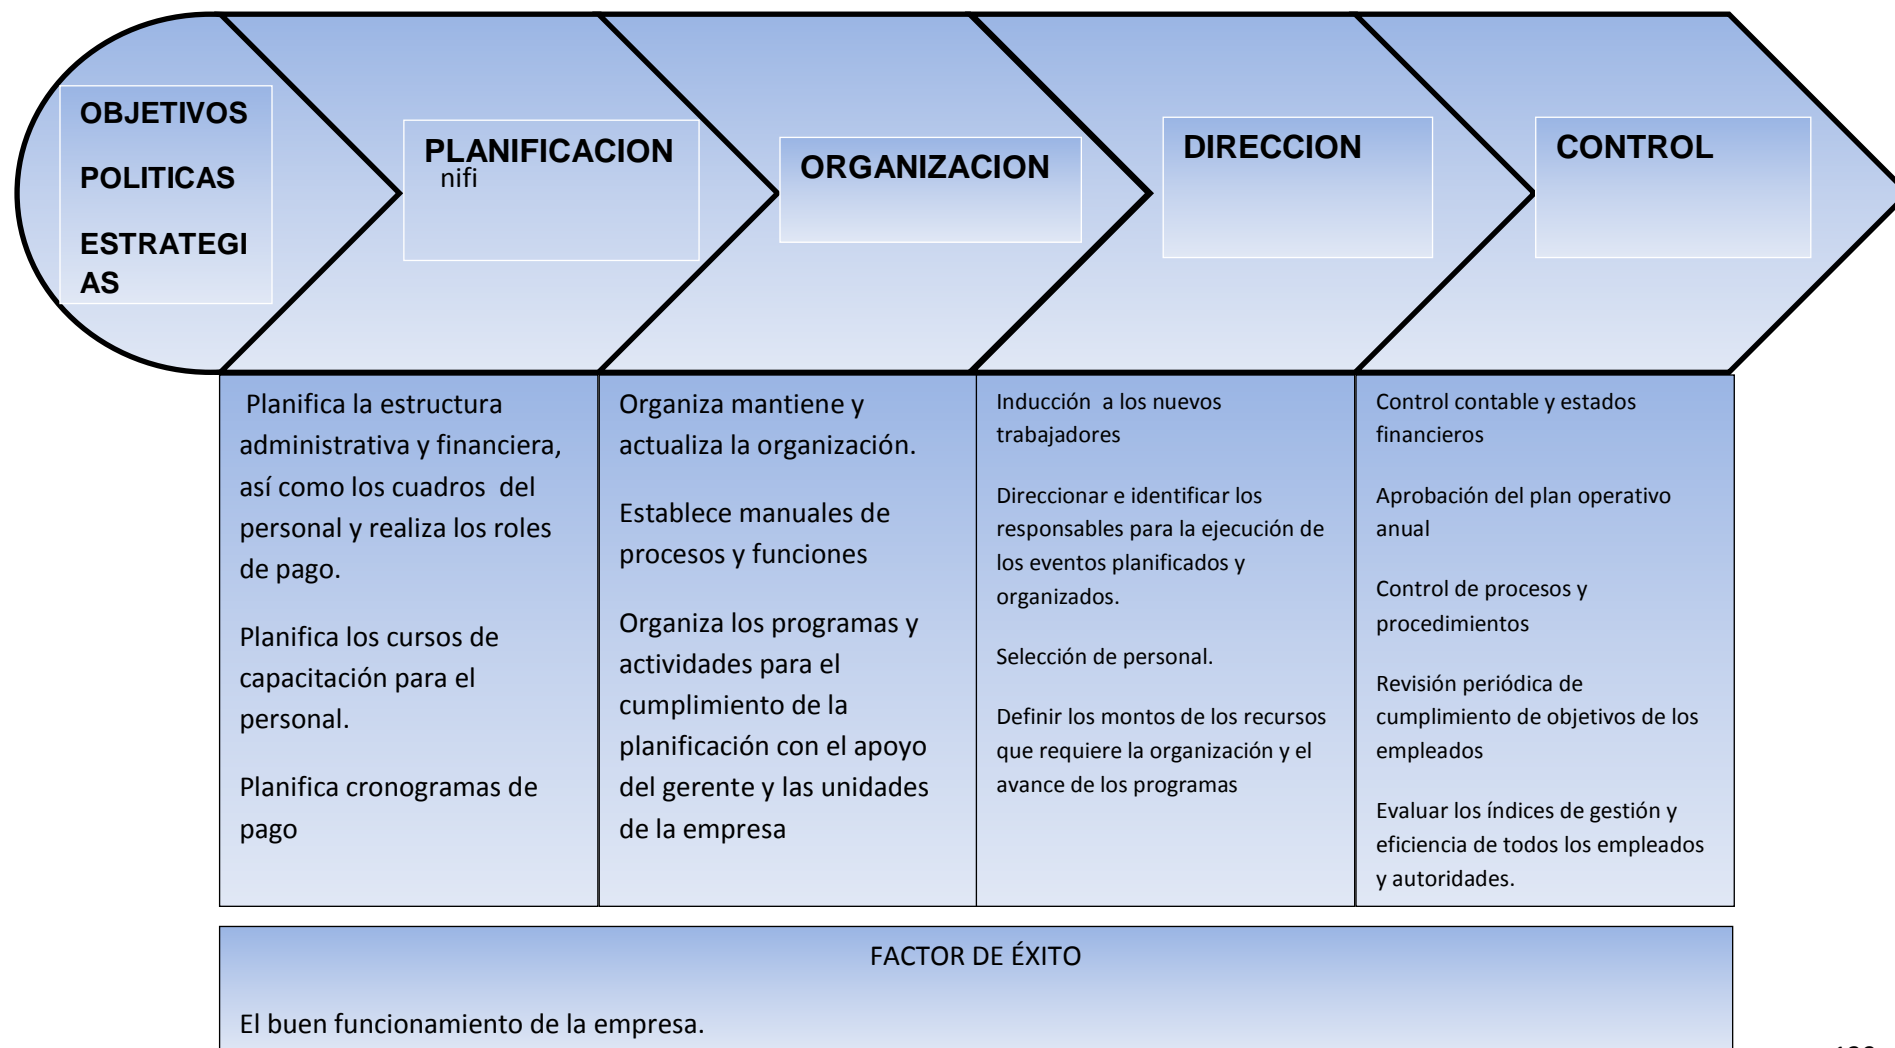 OBJETIVOS
POLITICAS
ESTRATEGI
AS
PLANIFICACION
nifi
ORGANIZACION
DIRECCION
CONTROL
Planifica la estructura
administrativa y financiera,
así como los cuadros del
personal y realiza los roles
de pago.
Planifica los cursos de
capacitación para el
personal.
Planifica cronogramas de
pago
Organiza mantiene y
actualiza la organización.
Establece manuales de
procesos y funciones
Organiza los programas y
actividades para el
cumplimiento de la
planificación con el apoyo
del gerente y las unidades
de la empresa
Inducción a los nuevos
trabajadores
Direccionar e identificar los
responsables para la ejecución de
los eventos planificados y
organizados.
Selección de personal.
Definir los montos de los recursos
que requiere la organización y el
avance de los programas
Control contable y estados
financieros
Aprobación del plan operativo
anual
Control de procesos y
procedimientos
Revisión periódica de
cumplimiento de objetivos de los
empleados
Evaluar los índices de gestión y
eficiencia de todos los empleados
y autoridades.
FACTOR DE ÉXITO
El buen funcionamiento de la empresa.